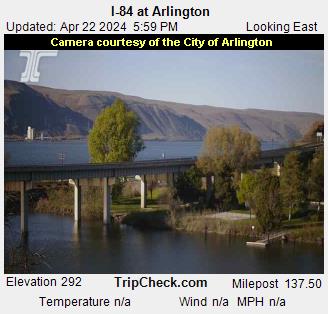 I-84 at Arlington
Updated: Apr 22 2024 5:59 PM Looking East
Camera courtesy of the City of Arlington
Elevation 292 TripCheck.com Milepost 137.50
Temperature n/a Wind n/a MPH n/a